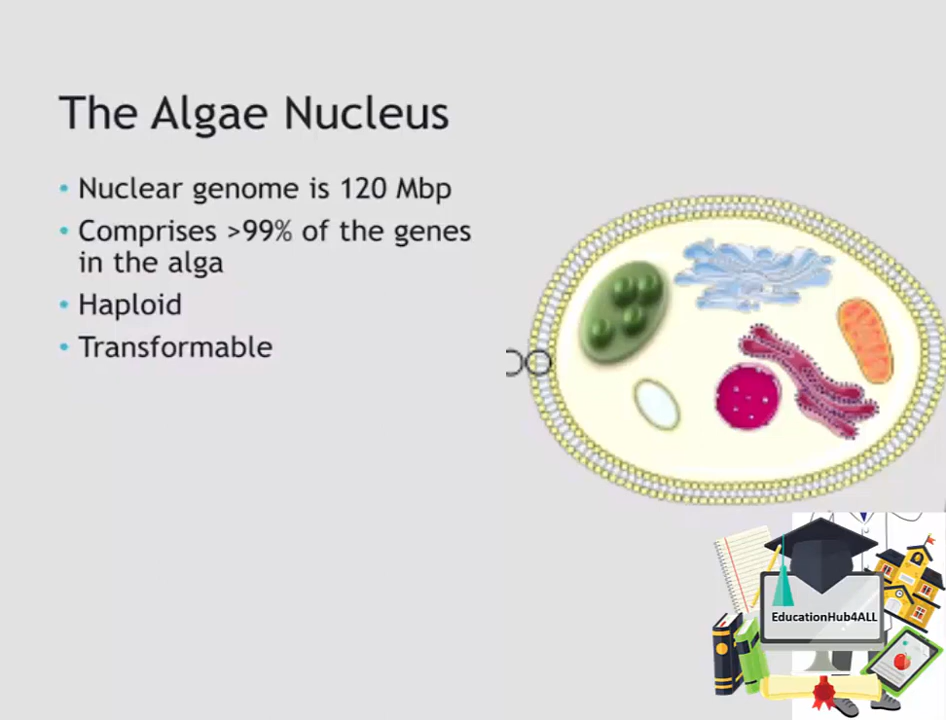 The Algae Nucleus
• Nuclear genome is 120 Mbp
• Comprises >99% of the genes
in the alga
• Haploid
• Transformable
EducationHub4ALL